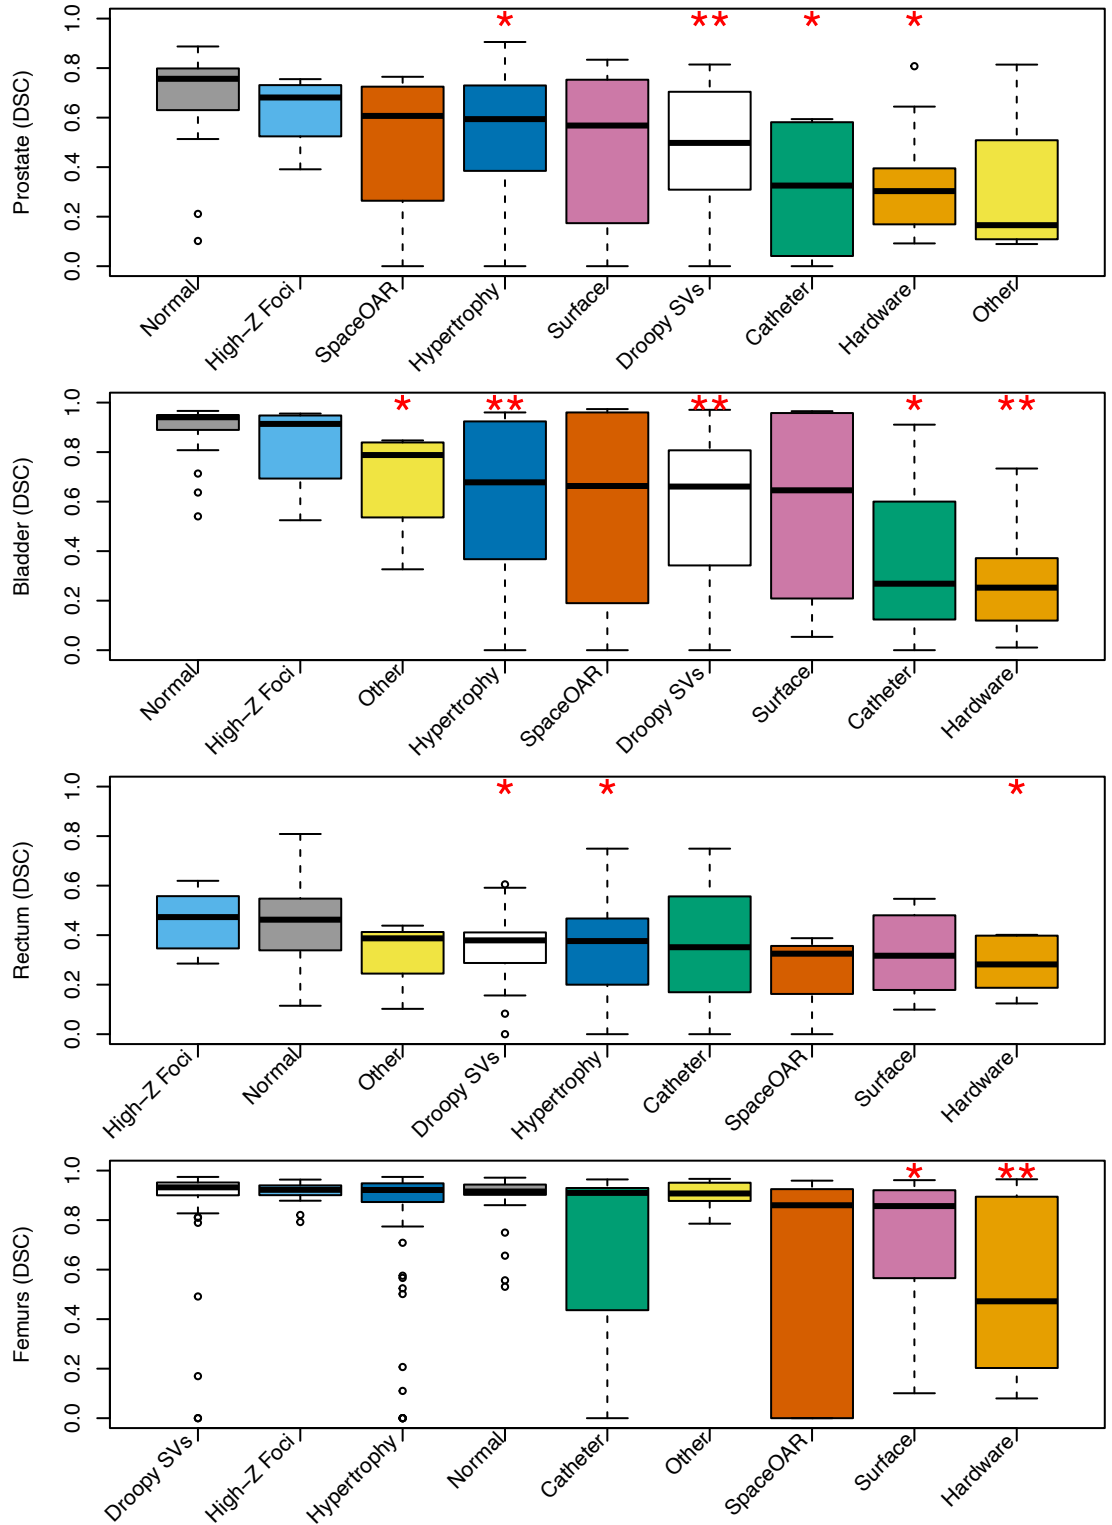 Prostate (DSC)
1.0
0.8
0.6
0.4
0.2
0.0
* ** * *
Normal
High−Z Foci
SpaceOAR
Hypertrophy
Surface
Droopy SVs
Catheter
Hardware
Other
Bladder (DSC)
1.0
0.8
0.6
0.4
0.2
0.0
* ** ** * **
Normal
High−Z Foci
Other
Hypertrophy
SpaceOAR
Droopy SVs
Surface
Catheter
Hardware
Rectum (DSC)
1.0
0.8
0.6
0.4
0.2
0.0
* * *
High−Z Foci
Normal
Other
Droopy SVs
Hypertrophy
Catheter
SpaceOAR
Surface
Hardware
Femurs (DSC)
1.0
0.8
0.6
0.4
0.2
0.0
* **
Droopy SVs
High−Z Foci
Hypertrophy
Normal
Catheter
Other
SpaceOAR
Surface
Hardware